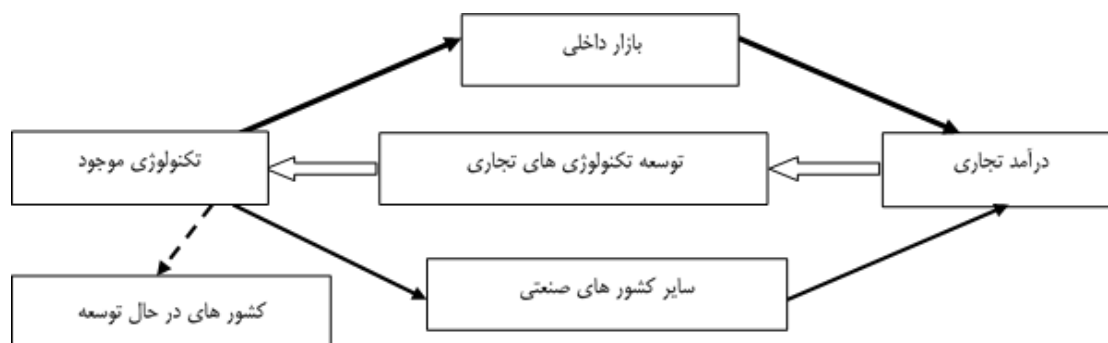 بازار داخلی
درآمد تجاری
توسعه تکنولوژی های تجاری
تکنولوژی موجود
سایر کشور های صنعتی
کشور های در حال توسعه